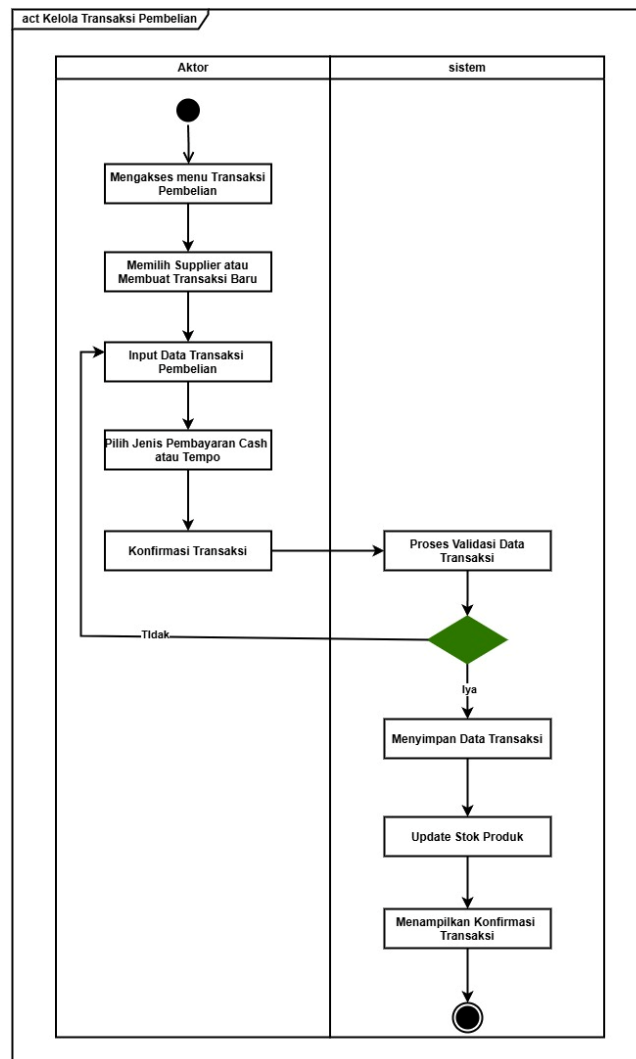 act Kelola Transaksi Pembelian
Aktor
sistem
Mengakses menu Transaksi
Pembelian
Memilih Supplier atau
Membuat Transaksi Baru
Input Data Transaksi
Pembelian
Pilih Jenis Pembayaran Cash
atau Tempo
Konfirmasi Transaksi
Proses Validasi Data
Transaksi
TIdak
Iya
Menyimpan Data Transaksi
Update Stok Produk
Menampilkan Konfirmasi
Transaksi